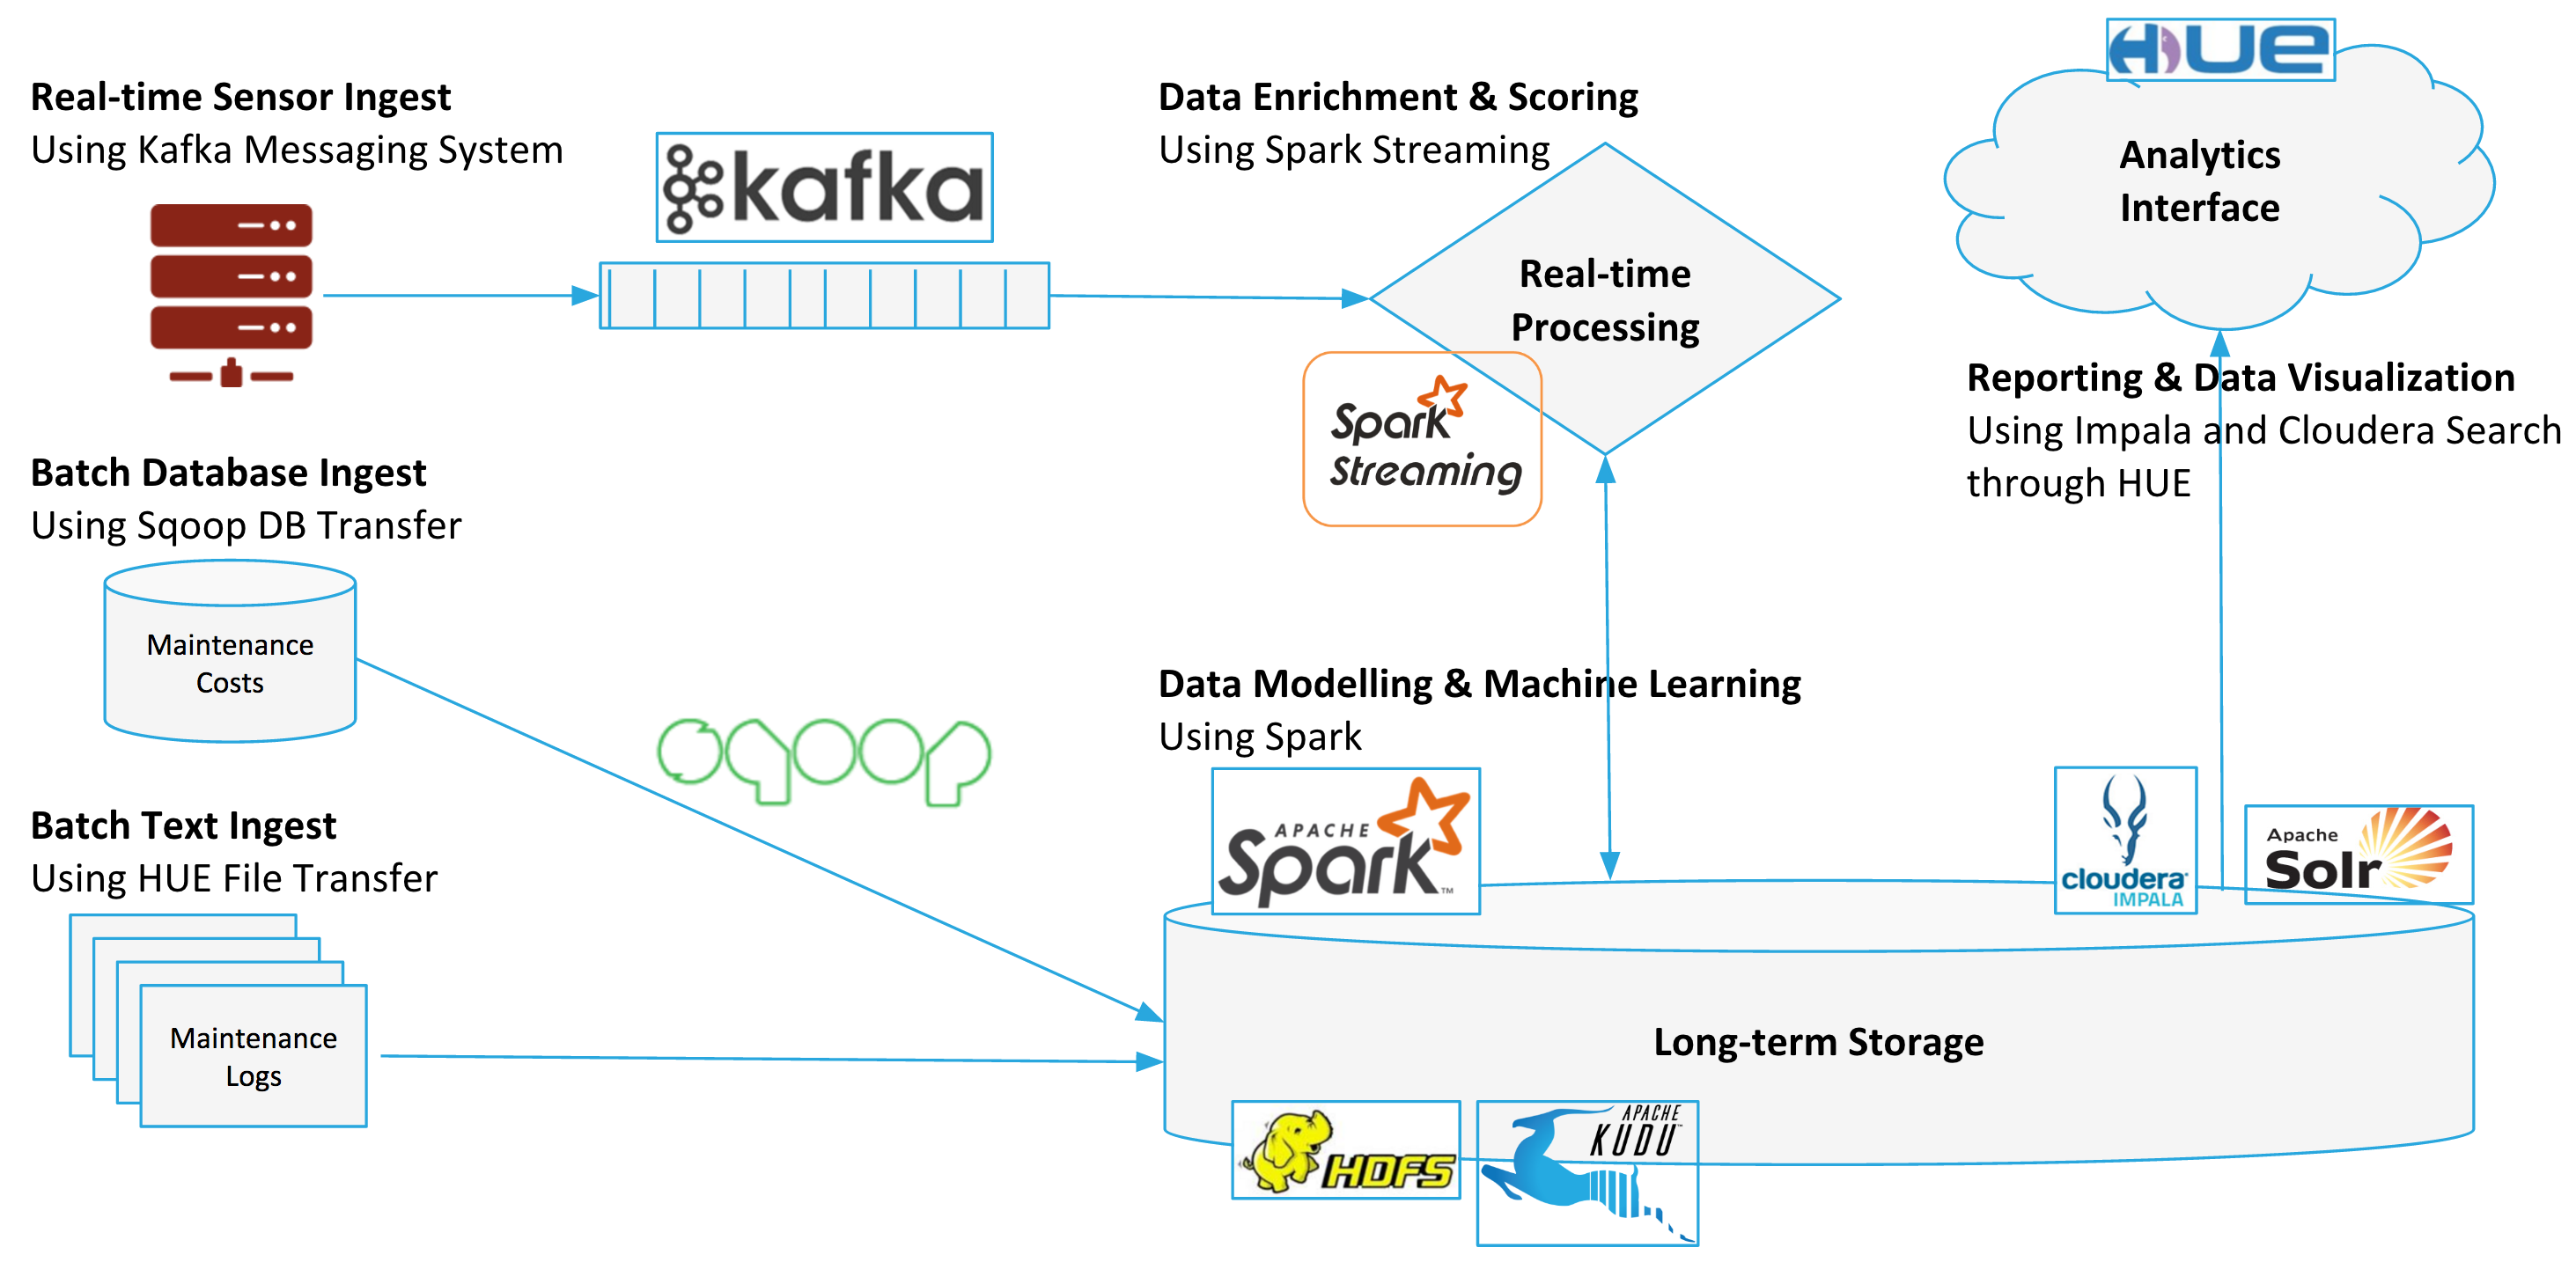 Real-time Sensor Ingest
Using Kafka Messaging System
kafka
Data Enrichment & Scoring
Using Spark Streaming
Real-time
Processing
Spark
Streaming
HUE
Analytics
Interface
Reporting & Data Visualization
Using Impala and Cloudera Search
through HUE
Batch Database Ingest
Using Sqoop DB Transfer
Maintenance
Costs
sqoop
Batch Text Ingest
Using HUE File Transfer
Maintenance
Logs
Data Modelling & Machine Learning
Using Spark
APACHE
Spark™
cloudera
IMPALA
Apache
Solr
Long-term Storage
HDFS
APACHE
KUDU